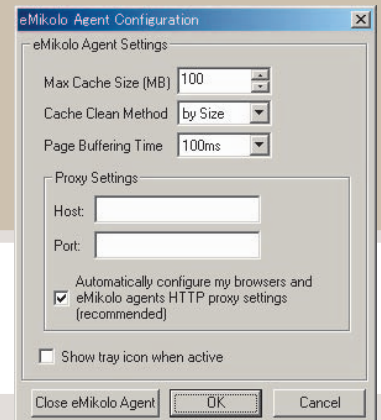 eMikolo Agent Configuration
eMikolo Agent Settings
Max Cache Size (MB) 100
Cache Clean Method by Size
Page Buffering Time 100ms
Proxy Settings
Host:
Port:
Automatically configure my browsers and
eMikolo agents HTTP proxy settings
(recommended)
Show tray icon when active
Close eMikolo Agent OK Cancel